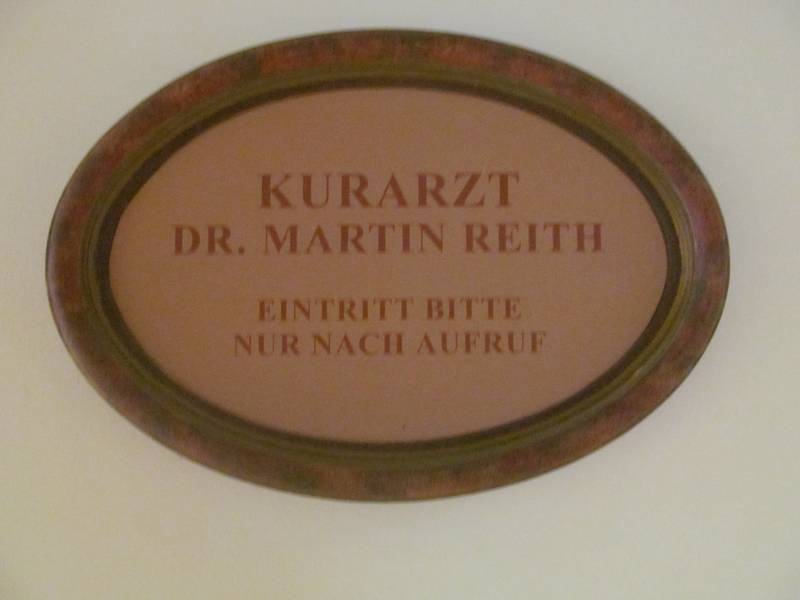 KURARZT
DR. MARTIN REITH
EINTRITT BITTE
NUR NACH AUFRUF